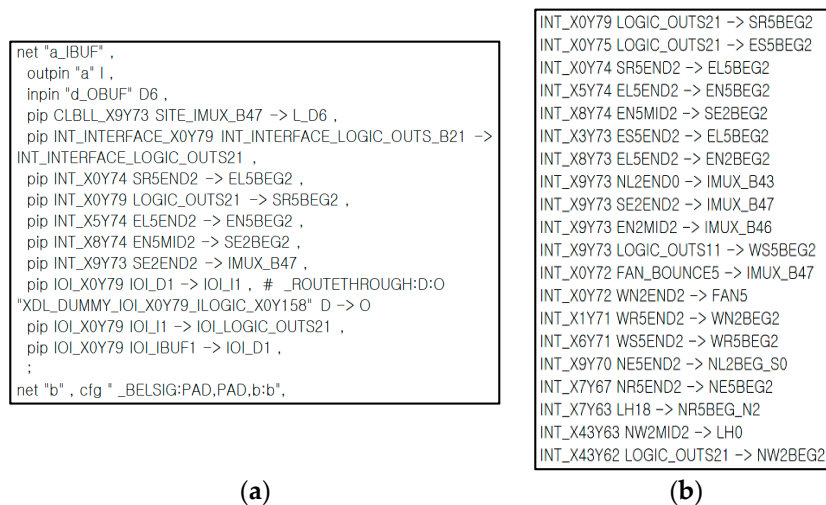 net "a_IBUF" ,
outpin "a" I ,
inpin "d_OBUF" D6 ,
pip CLBLL_X9Y73 SITE_IMUX_B47 -> L_D6 ,
pip INT_INTERFACE_X0Y79 INT_INTERFACE_LOGIC_OUTS_B21 ->
INT_INTERFACE_LOGIC_OUTS21 ,
pip INT_X0Y74 SR5END2 -> EL5BEG2 ,
pip INT_X0Y79 LOGIC_OUTS21 -> SR5BEG2 ,
pip INT_X5Y74 EL5END2 -> EN5BEG2 ,
pip INT_X8Y74 EN5MID2 -> SE2BEG2 ,
pip INT_X9Y73 SE2END2 -> IMUX_B47 ,
pip IOI_X0Y79 IOI_D1 -> IOI_I1 , # _ROUTETHROUGH:D:O
"XDL_DUMMY_IOI_X0Y79_ILOGIC_X0Y158" D -> O
pip IOI_X0Y79 IOI_I1 -> IOI_LOGIC_OUTS21 ,
pip IOI_X0Y79 IOI_IBUF1 -> IOI_D1 ,
;
net "b" , cfg " _BELSIG:PAD,PAD,b:b",
(a)
INT_X0Y79 LOGIC_OUTS21 -> SR5BEG2
INT_X0Y75 LOGIC_OUTS21 -> ES5BEG2
INT_X0Y74 SR5END2 -> EL5BEG2
INT_X5Y74 EL5END2 -> EN5BEG2
INT_X8Y74 EN5MID2 -> SE2BEG2
INT_X3Y73 ES5END2 -> EL5BEG2
INT_X8Y73 EL5END2 -> EN2BEG2
INT_X9Y73 NL2END0 -> IMUX_B43
INT_X9Y73 SE2END2 -> IMUX_B47
INT_X9Y73 EN2MID2 -> IMUX_B46
INT_X9Y73 LOGIC_OUTS11 -> WS5BEG2
INT_X0Y72 FAN_BOUNCE5 -> IMUX_B47
INT_X0Y72 WN2END2 -> FAN5
INT_X1Y71 WR5END2 -> WN2BEG2
INT_X6Y71 WS5END2 -> WR5BEG2
INT_X9Y70 NE5END2 -> NL2BEG_S0
INT_X7Y67 NR5END2 -> NE5BEG2
INT_X7Y63 LH18 -> NR5BEG_N2
INT_X43Y63 NW2MID2 -> LH0
INT_X43Y62 LOGIC_OUTS21 -> NW2BEG2
(b)